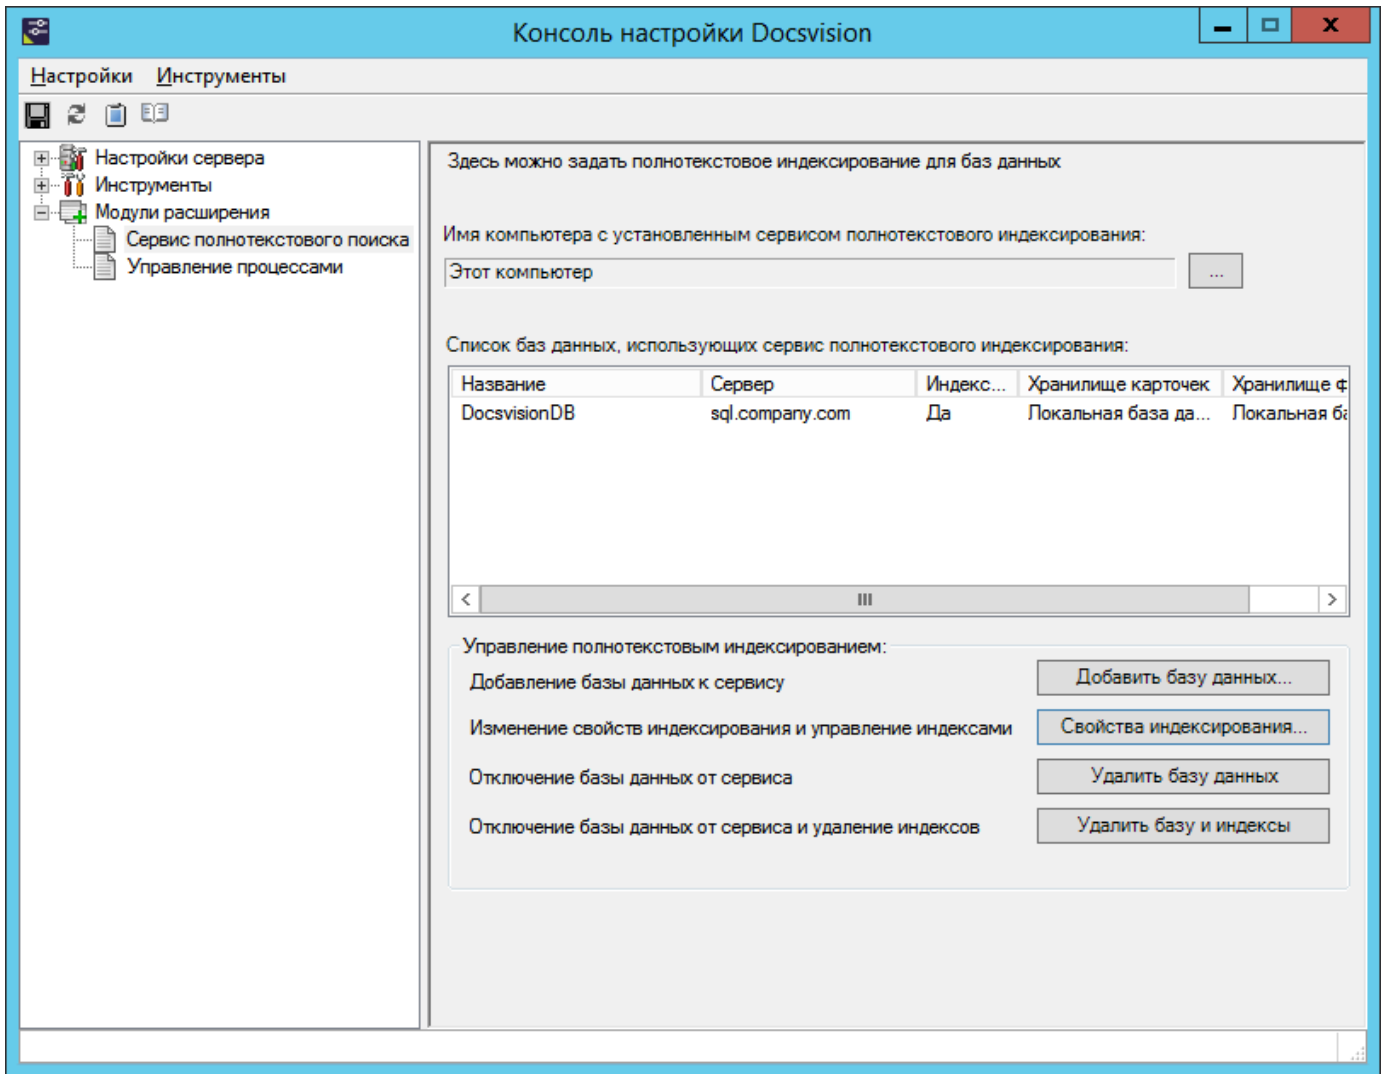 Консоль настройки Docsvision
Настройки Инструменты
Настройки сервера
Инструменты
Модули расширения
Сервис полнотекстового поиска
Управление процессами
Здесь можно задать полнотекстовое индексирование для баз данных
Имя компьютера с установленным сервисом полнотекстового индексирования:
Этот компьютер ...
Список баз данных, использующих сервис полнотекстового индексирования:
Название Сервер Индекс... Хранилище карточек Хранилище ф
DocsvisionDB sql.company.com Да Локальная база да... Локальная ба
Управление полнотекстовым индексированием:
Добавление базы данных к сервису Добавить базу данных...
Изменение свойств индексирования и управление индексами Свойства индексирования...
Отключение базы данных от сервиса Удалить базу данных
Отключение базы данных от сервиса и удаление индексов Удалить базу и индексы